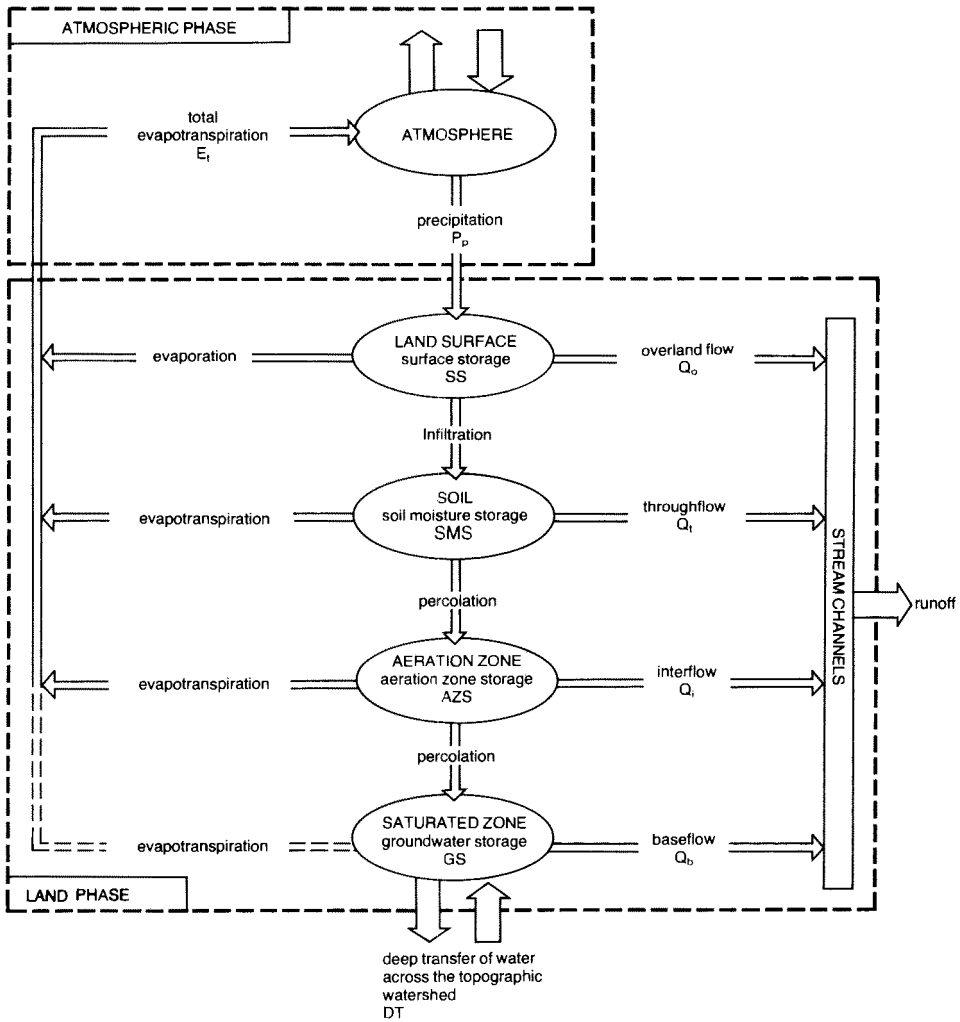 ATMOSPHERIC PHASE
total
evapotranspiration
Et
ATMOSPHERE
precipitation
Pp
LAND SURFACE
surface storage
SS
evaporation
overland flow
Qo
Infiltration
SOIL
soil moisture storage
SMS
evapotranspiration
throughflow
Qt
percolation
AERATION ZONE
aeration zone storage
AZS
evapotranspiration
interflow
Qi
STREAM CHANNELS
runoff
percolation
SATURATED ZONE
groundwater storage
GS
evapotranspiration
baseflow
Qb
LAND PHASE
deep transfer of water
across the topographic
watershed
DT